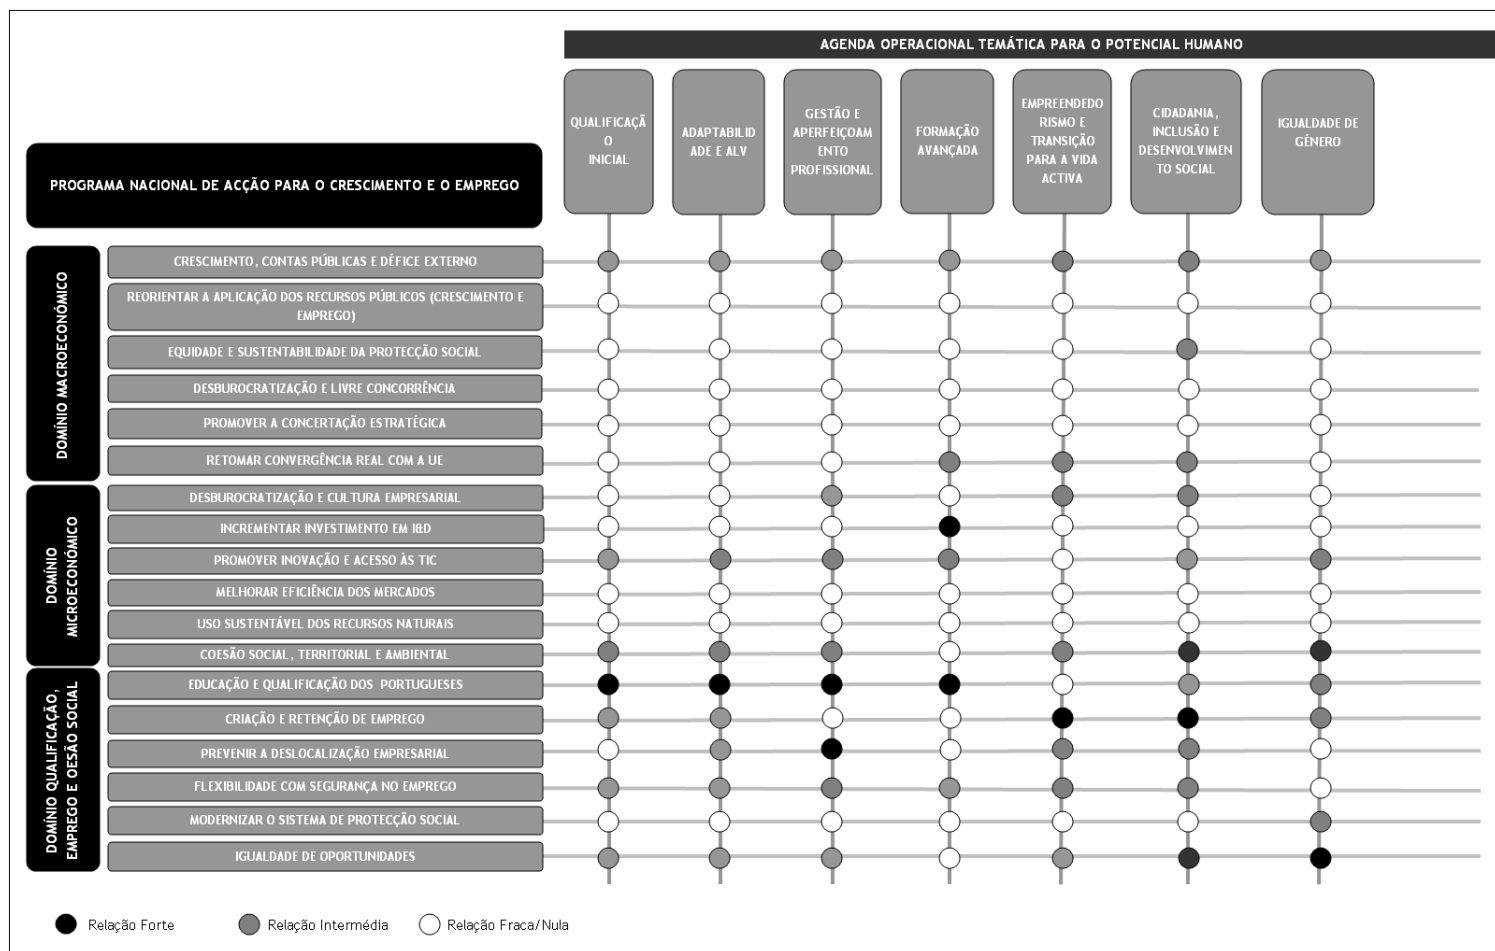 AGENDA OPERACIONAL TEMÁTICA PARA O POTENCIAL HUMANO
QUALIFICAÇÃ
O
INICIAL
ADAPTABILID
ADE E ALV
GESTÃO E
APERFEIÇOAM
ENTO
PROFISSIONAL
FORMAÇÃO
AVANÇADA
EMPREENDEDO
RISMO E
TRANSIÇÃO
PARA A VIDA
ACTIVA
CIDADANIA,
INCLUSÃO E
DESENVOLVIMEN
TO SOCIAL
IGUALDADE DE
GÉNERO
PROGRAMA NACIONAL DE ACÇÃO PARA O CRESCIMENTO E O EMPREGO
DOMÍNIO MACROECONÓMICO
CRESCIMENTO, CONTAS PÚBLICAS E DÉFICE EXTERNO
REORIENTAR A APLICAÇÃO DOS RECURSOS PÚBLICOS (CRESCIMENTO E
EMPREGO)
EQUIDADE E SUSTENTABILIDADE DA PROTECÇÃO SOCIAL
DESBUROCRATIZAÇÃO E LIVRE CONCORRÊNCIA
PROMOVER A CONCERTAÇÃO ESTRATÉGICA
RETOMAR CONVERGÊNCIA REAL COM A UE
DOMÍNIO
MICROECONÓMICO
DESBUROCRATIZAÇÃO E CULTURA EMPRESARIAL
INCREMENTAR INVESTIMENTO EM I&D
PROMOVER INOVAÇÃO E ACESSO ÀS TIC
MELHORAR EFICIÊNCIA DOS MERCADOS
USO SUSTENTÁVEL DOS RECURSOS NATURAIS
COESÃO SOCIAL, TERRITORIAL E AMBIENTAL
DOMÍNIO QUALIFICAÇÃO,
EMPREGO E OESÃO SOCIAL
EDUCAÇÃO E QUALIFICAÇÃO DOS PORTUGUESES
CRIAÇÃO E RETENÇÃO DE EMPREGO
PREVENIR A DESLOCALIZAÇÃO EMPRESARIAL
FLEXIBILIDADE COM SEGURANÇA NO EMPREGO
MODERNIZAR O SISTEMA DE PROTECÇÃO SOCIAL
IGUALDADE DE OPORTUNIDADES
Relação Forte
Relação Intermédia
Relação Fraca/Nula